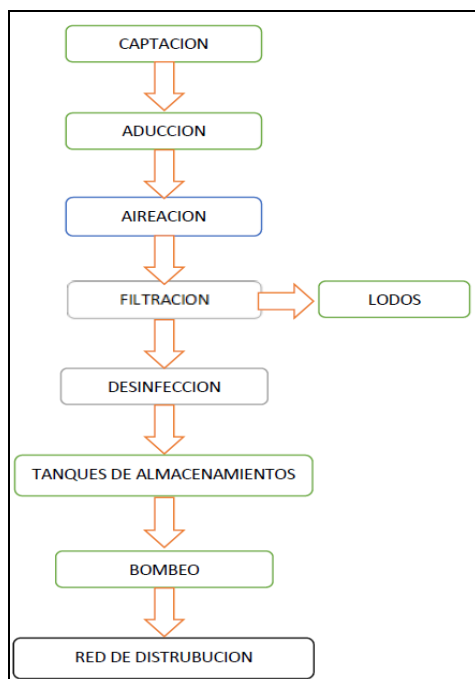 CAPTACION
ADUCCION
AIREACION
FILTRACION
LODOS
DESINFECCION
TANQUES DE ALMACENAMIENTOS
BOMBEO
RED DE DISTRUBUCION